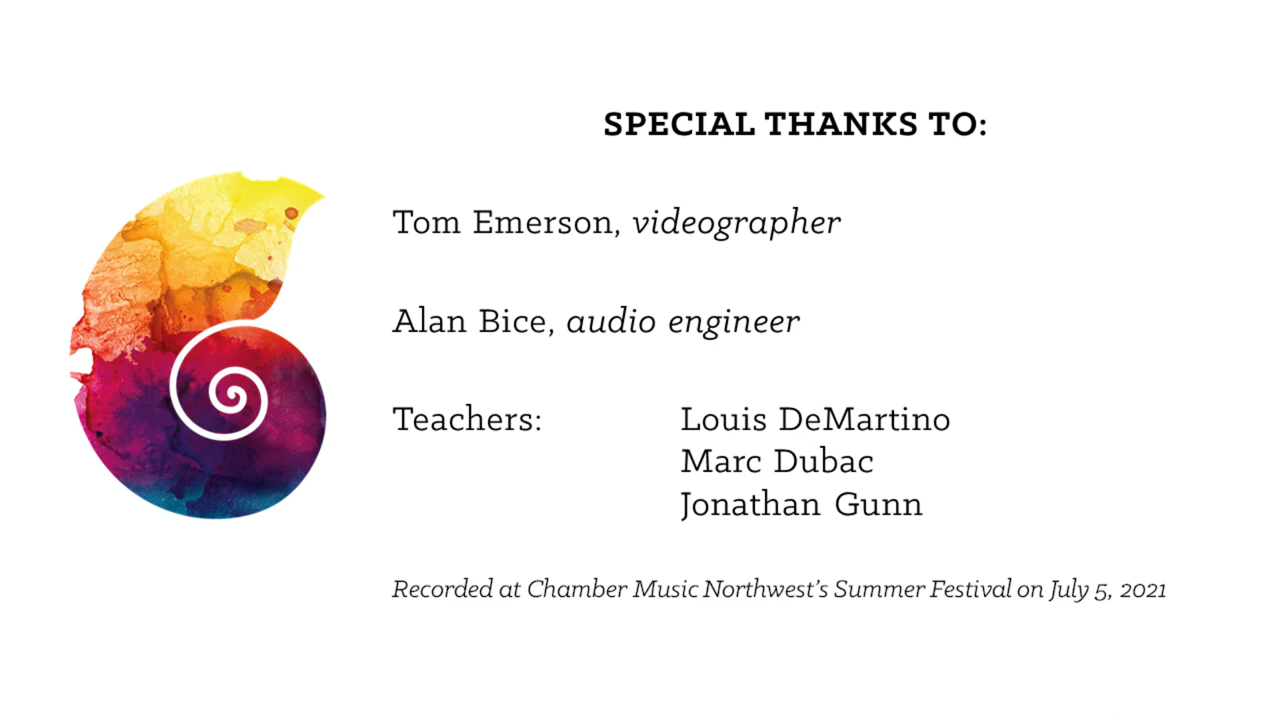 SPECIAL THANKS TO:
Tom Emerson, videographer
Alan Bice, audio engineer
Teachers: Louis DeMartino
Marc Dubac
Jonathan Gunn
Recorded at Chamber Music Northwest’s Summer Festival on July 5, 2021